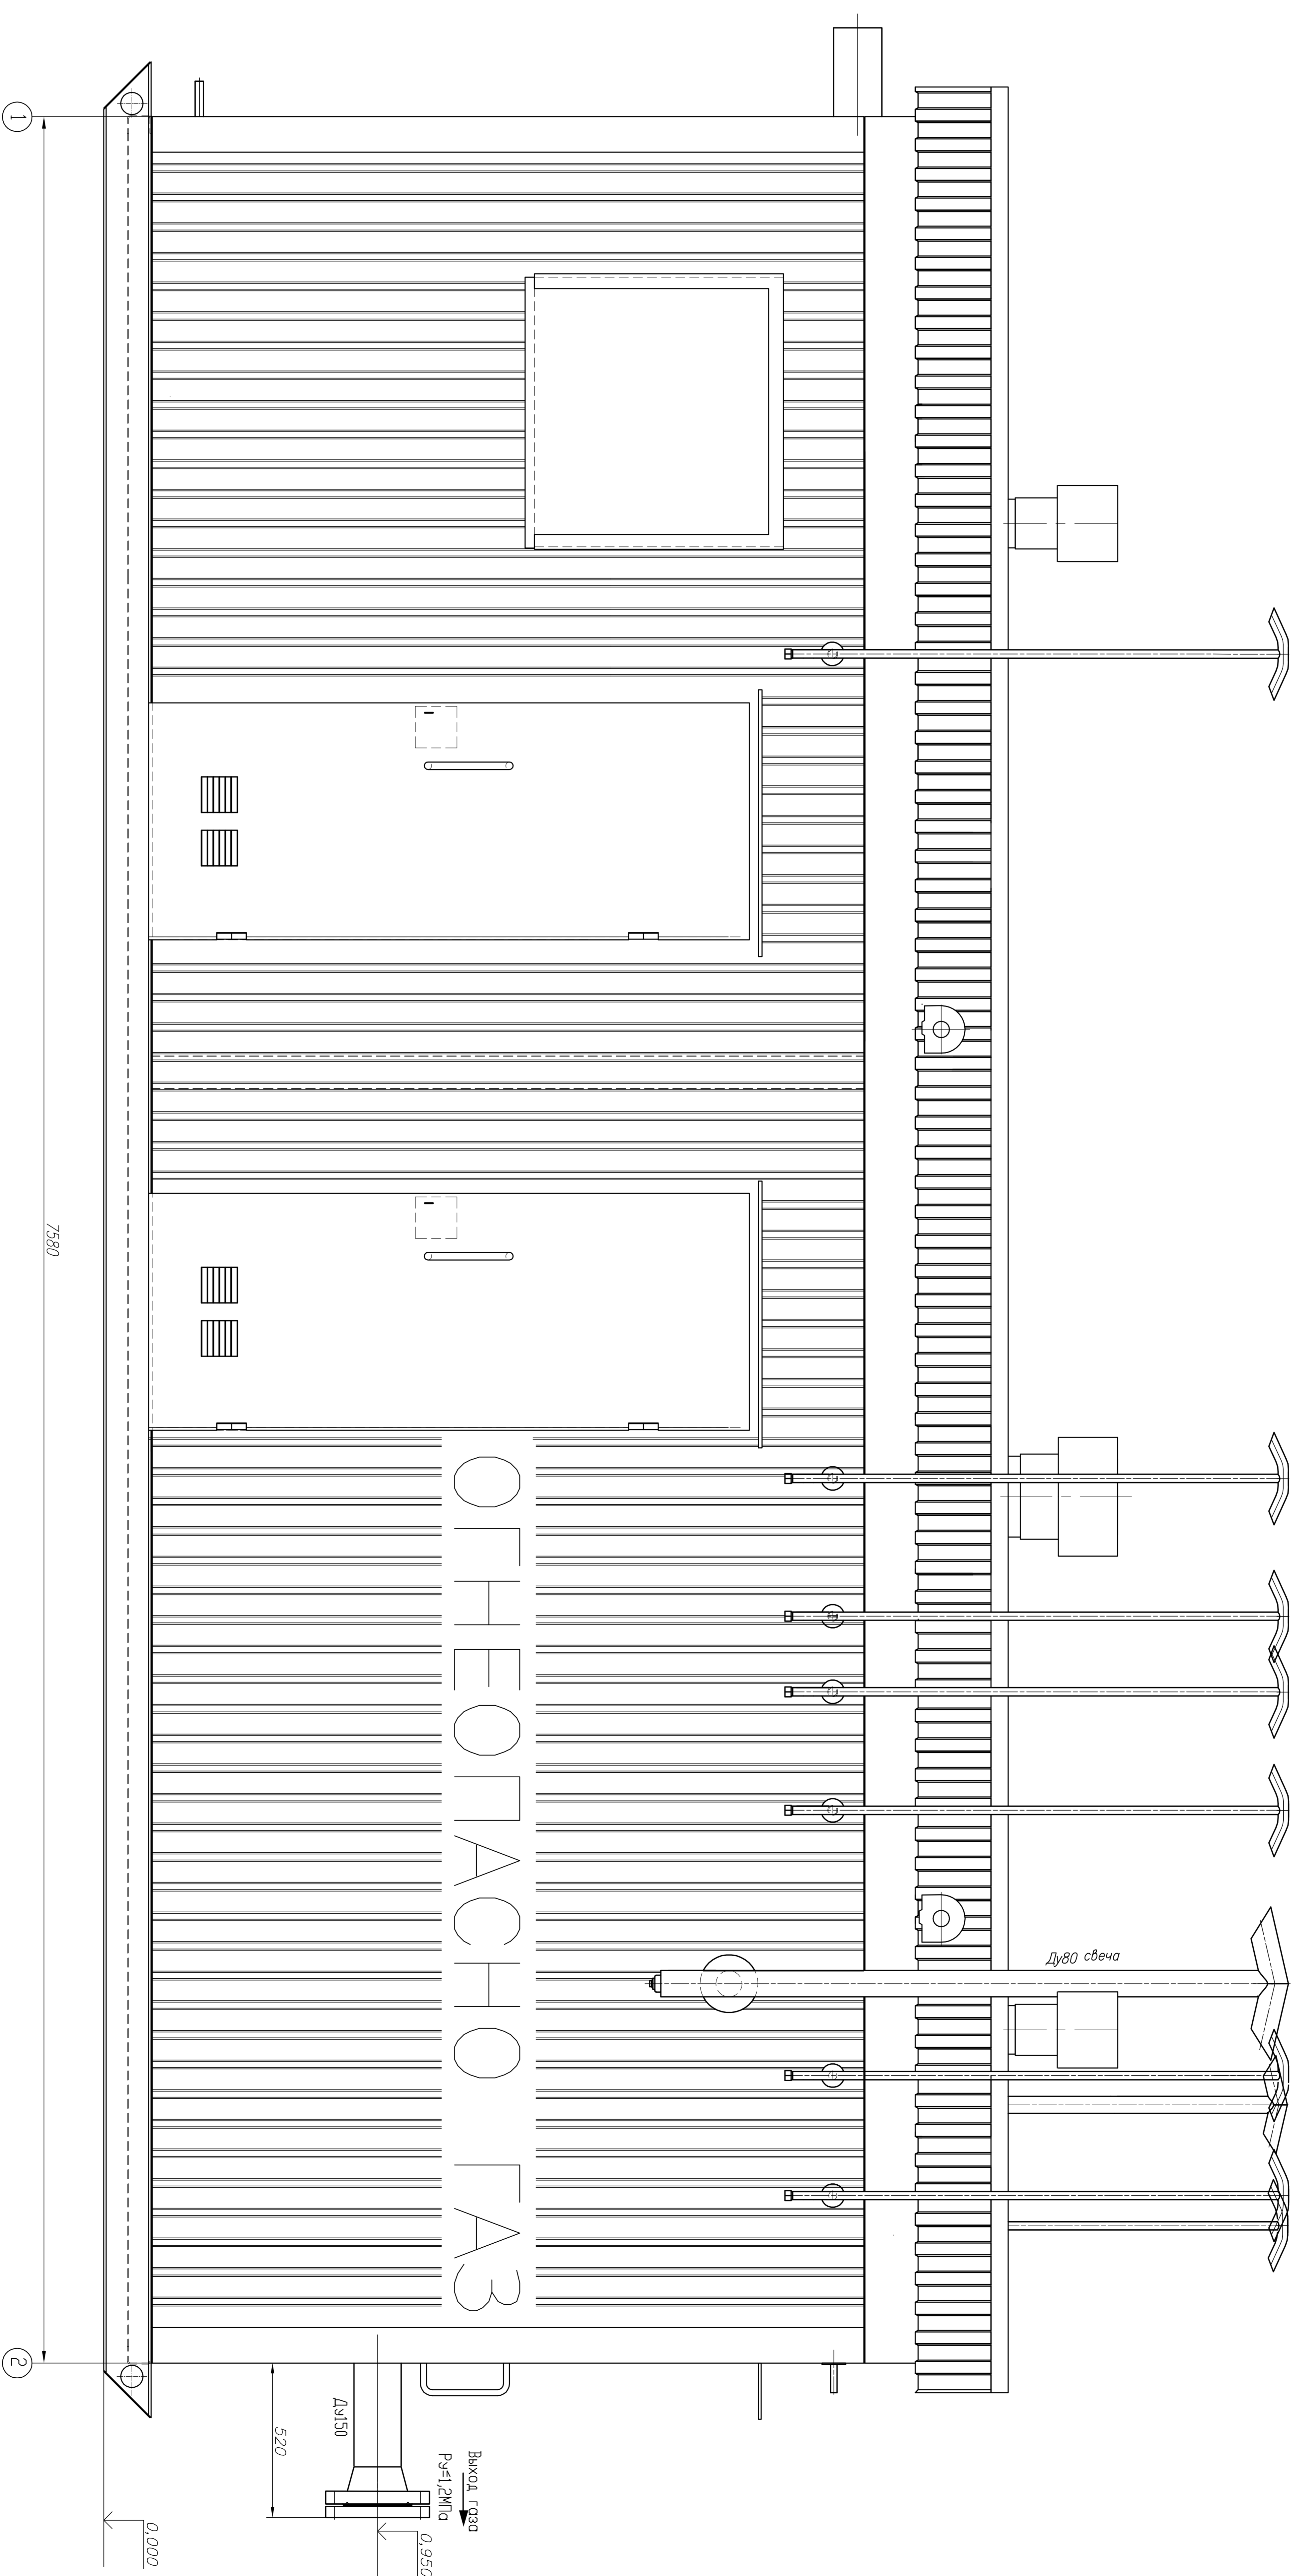 Ду80 свеча
ОГНЕОПАСНО ГАЗ
Выход газа
Ру=1,2МПа
Ду150
0,950
520
0,000
7580
1
2